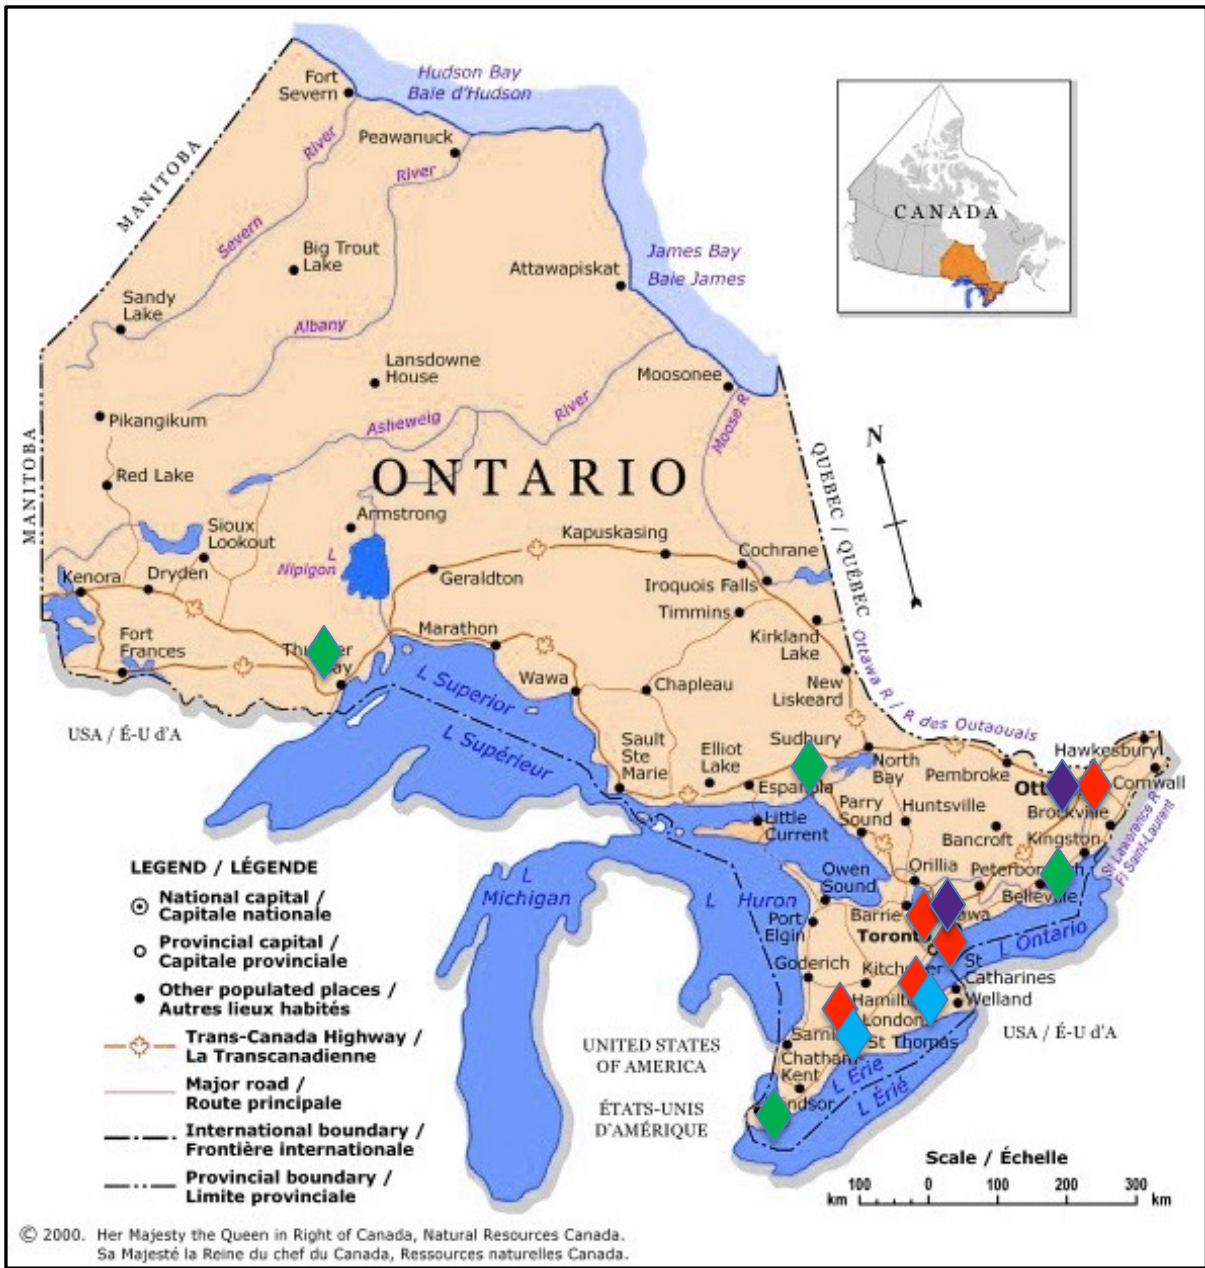 Hudson Bay
Baie d'Hudson
Fort
Severn
Peawanuck
River
River
MANITOBA
Severn
Big Trout
Lake
Attawapiskat
James Bay
Baie James
CANADA
Sandy
Lake
Albany
Lansdowne
House
Moosonee
Pikangikum
Asheweig
River
Moose R
MANITOBA
Red Lake
ONTARIO
N
QUEBEC / QUÉBEC
Armstrong
Sioux
Lookout
Kapuskasing
Cochrane
L
Nipigon
Kenora
Dryden
Geraldton
Iroquois Falls
Timmins
Fort
Frances
Marathon
Kirkland
Lake
Ottawa R / R des Outaouais
Wawa
Chapleau
New
Liskeard
L Superior
L Supérieur
USA / É-U d'A
Sault
Ste
Marie
Elliot
Lake
Sudbury
North
Bay
Pembroke
Hawkesbury
Cornwall
Espanola
Parry
Sound
Huntsville
Brockville
Little
Current
Bancroft
Kingston
St Lawrence R
Fl Saint-Laurent
LEGEND / LÉGENDE
National capital /
Capitale nationale
Provincial capital /
Capitale provinciale
Other populated places /
Autres lieux habités
Trans-Canada Highway /
La Transcanadienne
Major road /
Route principale
International boundary /
Frontière internationale
Provincial boundary /
Limite provinciale
L
Michigan
L Huron
Owen
Sound
Orillia
Belleville
Port
Elgin
Barrie
L Ontario
Goderich
St
Catharines
Welland
London
St Thomas
USA / É-U d'A
UNITED STATES
OF AMERICA
Chatham-
Kent
L Erie
L Érié
ÉTATS-UNIS
D'AMÉRIQUE
Scale / Échelle
100 0 100 200 300
km km
© 2000. Her Majesty the Queen in Right of Canada, Natural Resources Canada.
Sa Majesté la Reine du chef du Canada, Ressources naturelles Canada.